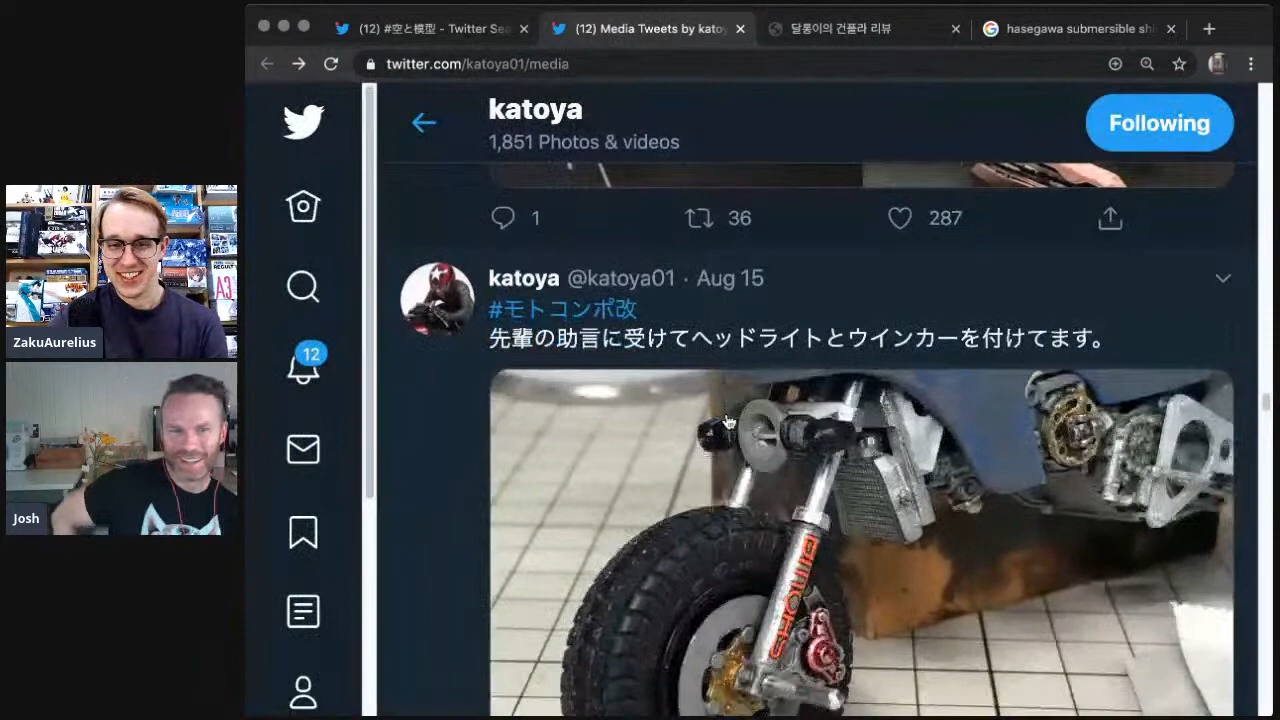 (12) #空と模型 - Twitter Sea
(12) Media Tweets by katoy
달롱이의 건프라 리뷰
hasegawa submersible shi
twitter.com/katoya01/media
katoya
1,851 Photos & videos
Following
1
36
287
katoya @katoya01 · Aug 15
#モトコンポ改
先輩の助言に受けてヘッドライトとウインカーを付けてます。
12
ZakuAurelius
Josh
A3